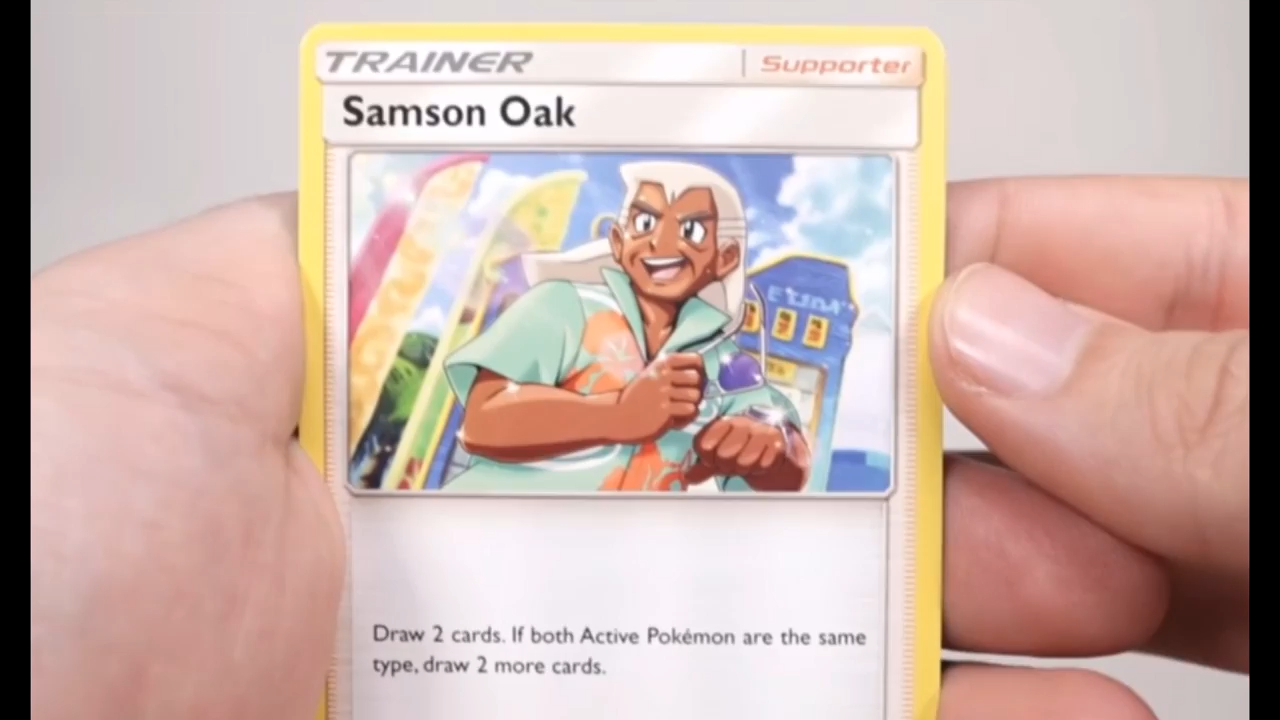 TRAINER
Supporter
Samson Oak
Draw 2 cards. If both Active Pokémon are the same
type, draw 2 more cards.